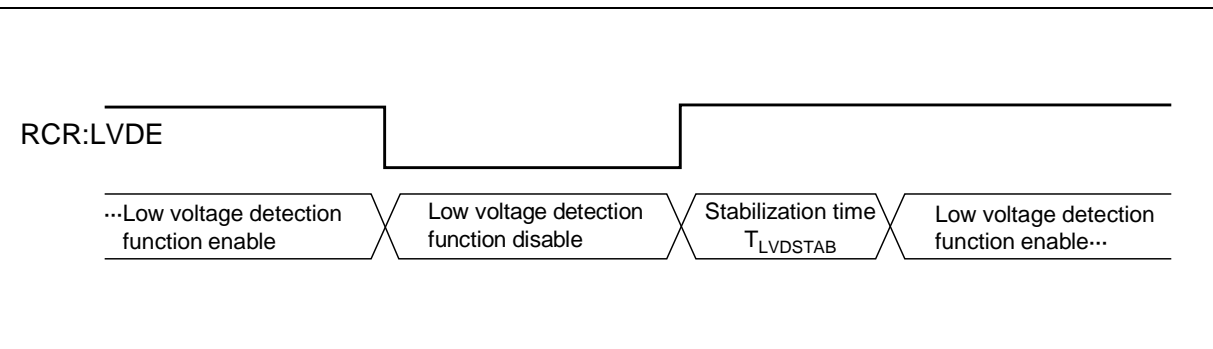 RCR:LVDE
···Low voltage detection
function enable
Low voltage detection
function disable
Stabilization time
TLVDSTAB
Low voltage detection
function enable···